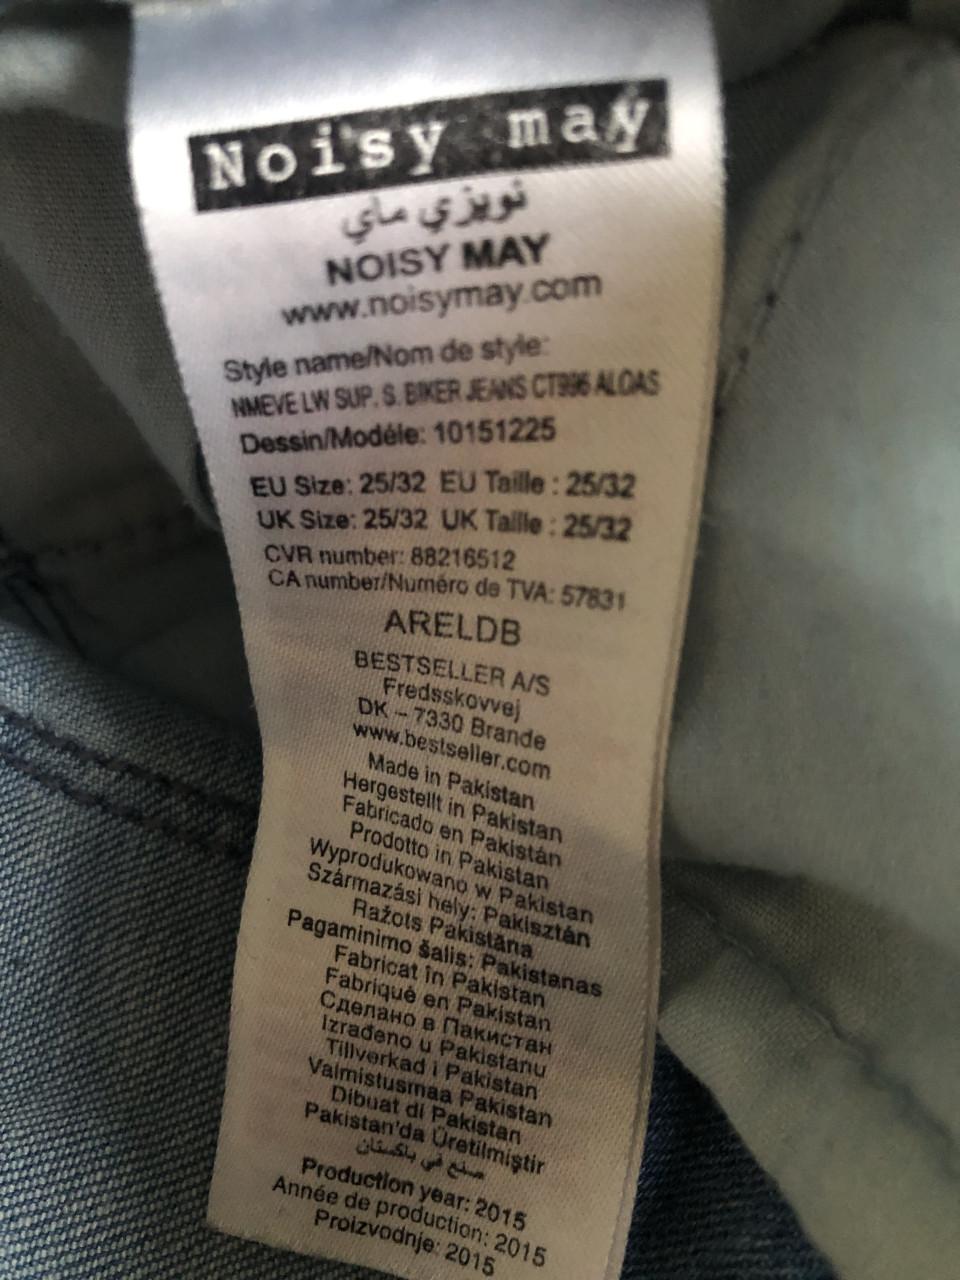 Noisy may
نويزي ماي
NOISY MAY
www.noisymay.com
Style name/Nom de style:
NMEVE LW SUP. S. BIKER JEANS CT996 ALOAS
Dessin/Modéle: 10151225
EU Size: 25/32 EU Taille : 25/32
UK Size: 25/32 UK Taille : 25/32
CVR number: 88216512
CA number/Numéro de TVA: 57831
ARELDB
BESTSELLER A/S
Fredsskovvej
DK – 7330 Brande
www.bestseller.com
Made in Pakistan
Hergestellt in Pakistan
Fabricado en Pakistán
Prodotto in Pakistan
Wyprodukowano w Pakistan
Származási hely: Pakisztán
Ražots Pakistāna
Pagaminimo šalis: Pakistanas
Fabricat în Pakistan
Fabriqué en Pakistan
Сделано в Пакистан
Izrađeno u Pakistanu
Tillverkad i Pakistan
Valmistusmaa Pakistan
Dibuat di Pakistan
Pakistan'da Üretilmiştir
صنع في باكستان
Production year: 2015
Année de production: 2015
Proizvodnje: 2015